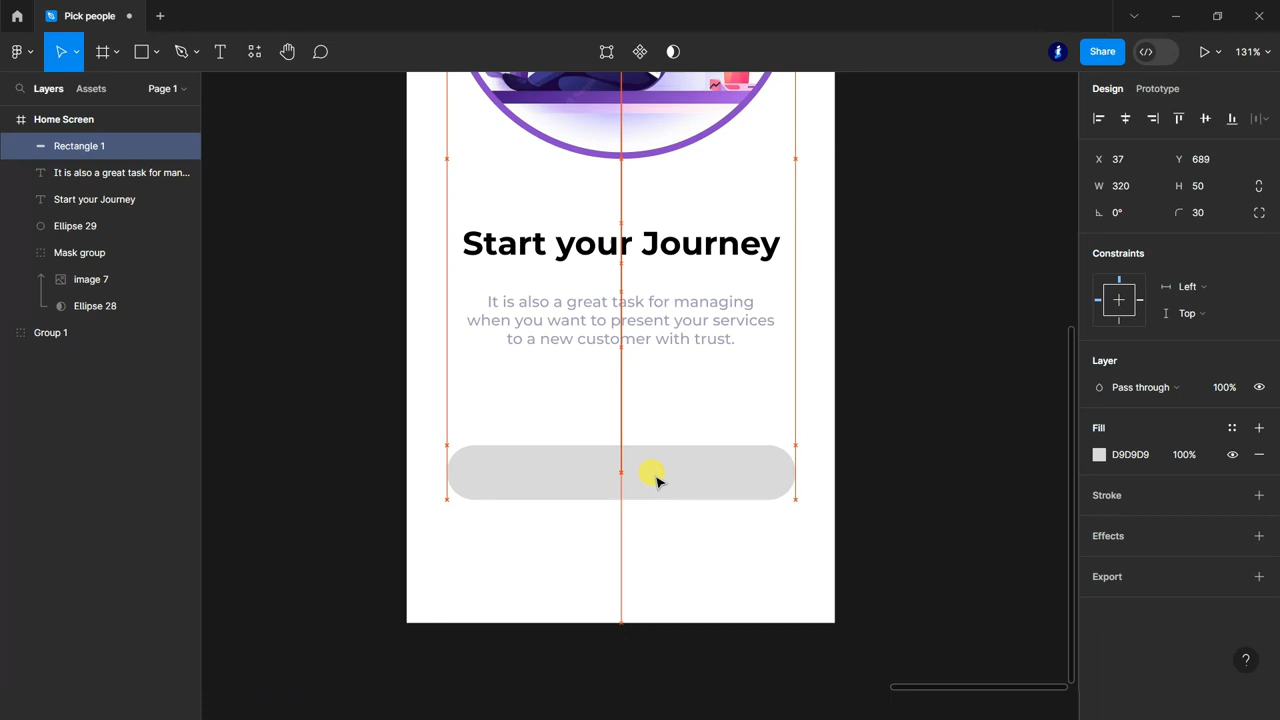 Pick people
Share
131%
Layers
Assets
Page 1
Home Screen
Rectangle 1
It is also a great task for man...
Start your Journey
Ellipse 29
Mask group
image 7
Ellipse 28
Group 1
Start your Journey
It is also a great task for managing
when you want to present your services
to a new customer with trust.
Design
Prototype
X 37
Y 689
W 320
H 50
0°
30
Constraints
Left
Top
Layer
Pass through
100%
Fill
D9D9D9
100%
Stroke
Effects
Export
?